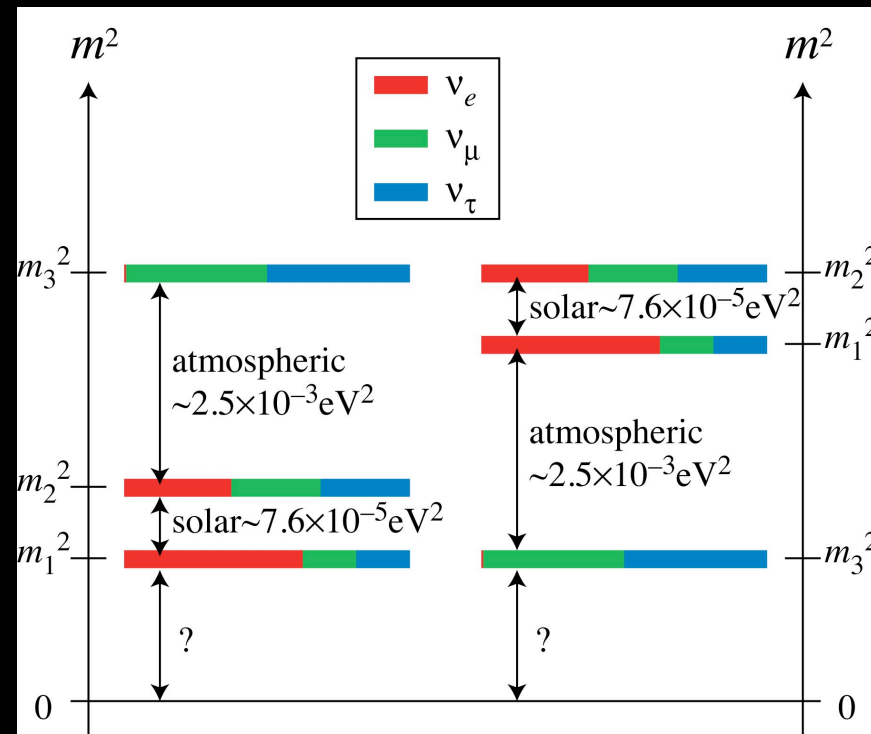 m²
m²
νe
νμ
ντ
m₃²
m₂²
solar~7.6×10⁻⁵eV²
m₁²
atmospheric
~2.5×10⁻³eV²
atmospheric
~2.5×10⁻³eV²
m₂²
solar~7.6×10⁻⁵eV²
m₁²
m₃²
?
?
0
0